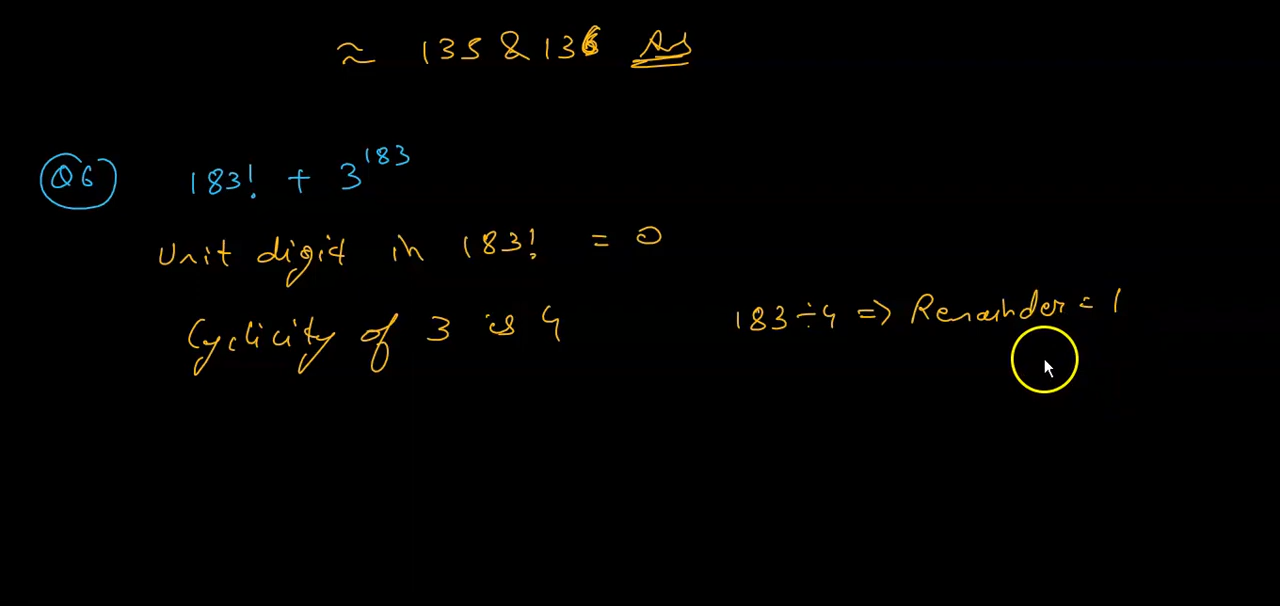 ≈ 135 & 136 Ans
Q6 183! + 3^183
Unit digit in 183! = 0
Cyclicity of 3 is 4
183÷4 => Remainder = 1